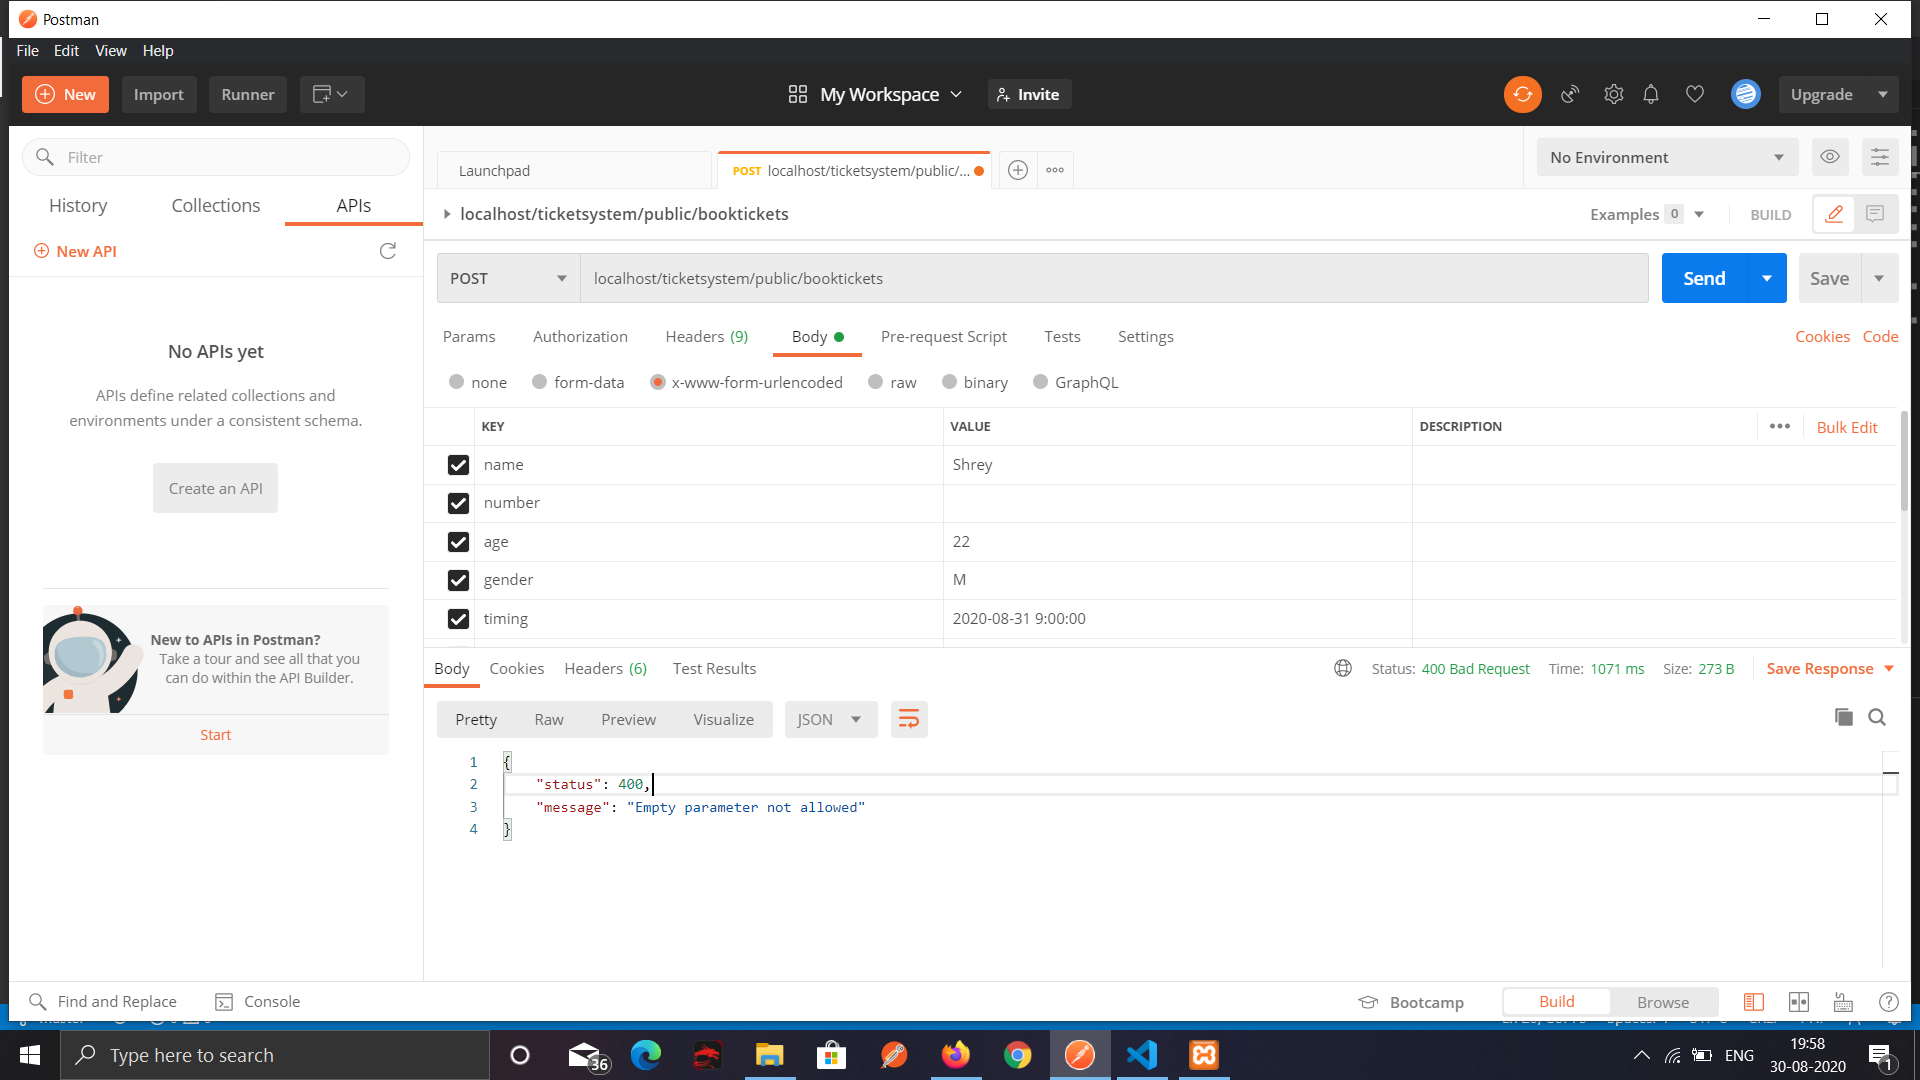 Postman
File Edit View Help
New Import Runner My Workspace Invite Upgrade
Filter
History Collections APIs
New API
No APIs yet
APIs define related collections and
environments under a consistent schema.
Create an API
New to APIs in Postman?
Take a tour and see all that you
can do within the API Builder.
Start
Launchpad POST localhost/ticketsystem/public/... No Environment
localhost/ticketsystem/public/booktickets Examples 0 BUILD
POST localhost/ticketsystem/public/booktickets Send Save
Params Authorization Headers (9) Body Pre-request Script Tests Settings Cookies Code
none form-data x-www-form-urlencoded raw binary GraphQL
KEY VALUE DESCRIPTION Bulk Edit
name Shrey
number
age 22
gender M
timing 2020-08-31 9:00:00
Body Cookies Headers (6) Test Results Status: 400 Bad Request Time: 1071 ms Size: 273 B Save Response
Pretty Raw Preview Visualize JSON
1 {
2 "status": 400,
3 "message": "Empty parameter not allowed"
4 }
Find and Replace Console Bootcamp Build Browse
Type here to search 36 ENG 19:58
30-08-2020 1